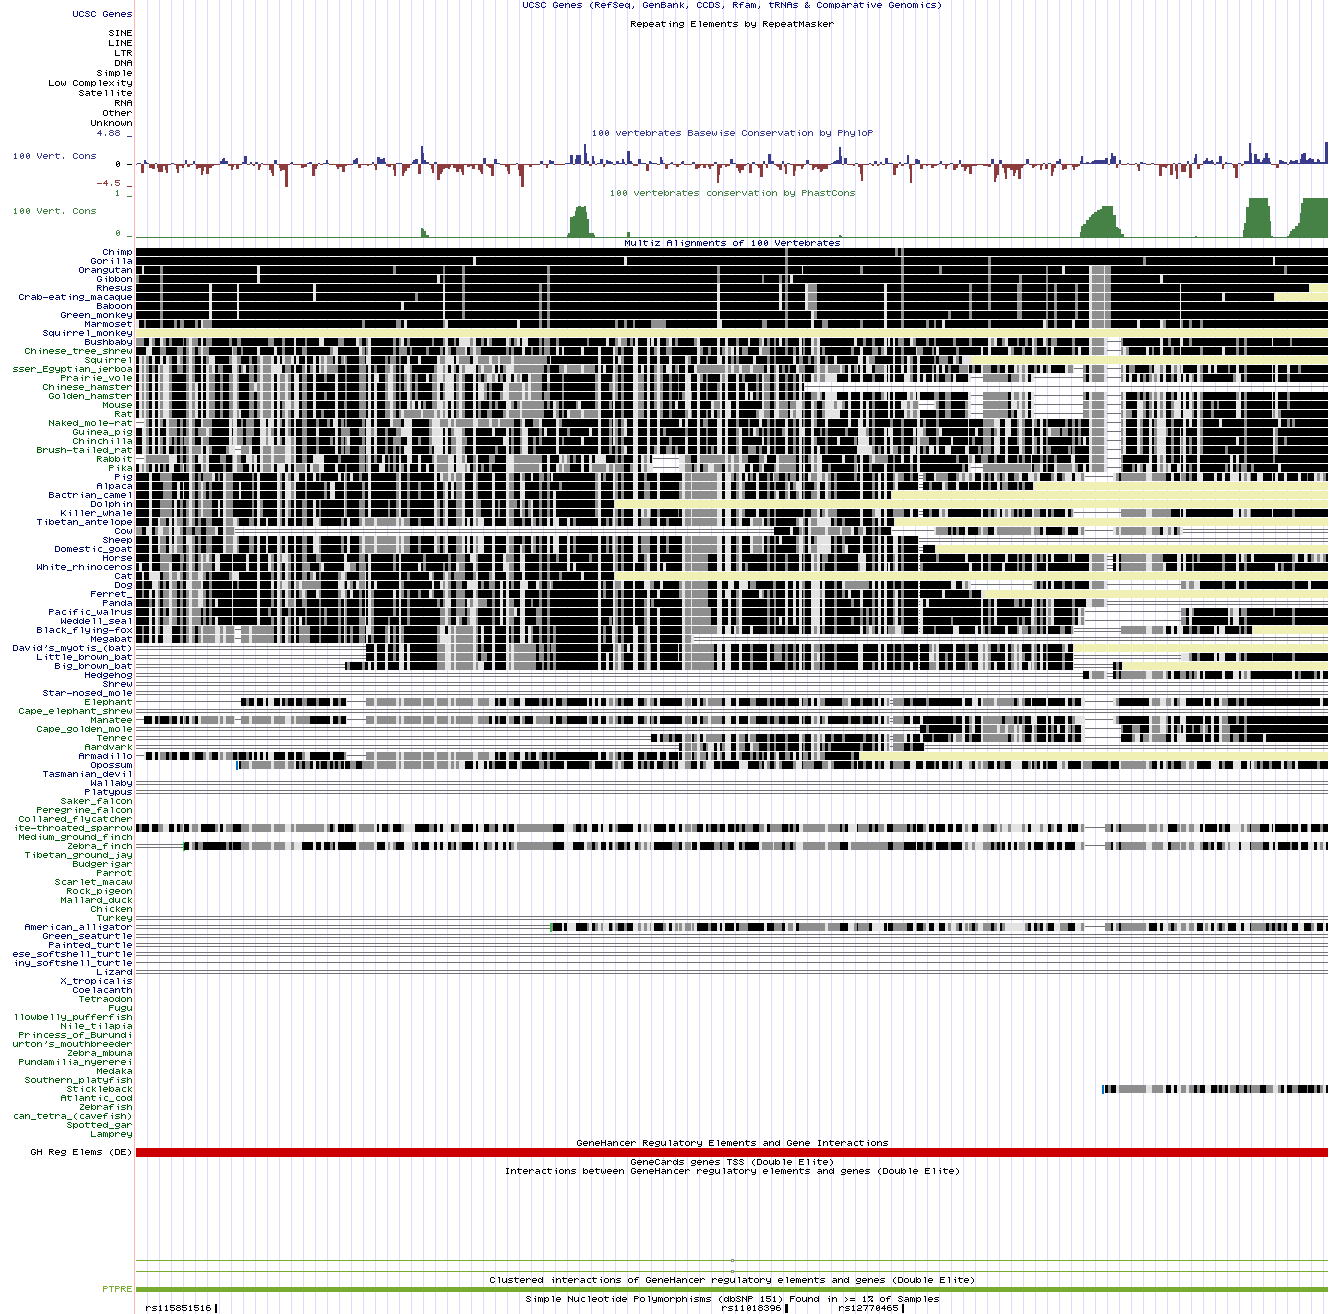 UCSC Genes (RefSeq, GenBank, CCDS, Rfam, tRNAs & Comparative Genomics)
UCSC Genes
Repeating Elements by RepeatMasker
SINE
LINE
LTR
DNA
Simple
Low Complexity
Satellite
RNA
Other
Unknown
4.88 _
100 vertebrates Basewise Conservation by PhyloP
100 Vert. Cons
0 _
-4.5 _
1 _
100 vertebrates conservation by PhastCons
100 Vert. Cons
0 _
Multiz Alignments of 100 Vertebrates
Chimp
Gorilla
Orangutan
Gibbon
Rhesus
Crab-eating_macaque
Baboon
Green_monkey
Marmoset
Squirrel_monkey
Bushbaby
Chinese_tree_shrew
Squirrel
sser_Egyptian_jerboa
Prairie_vole
Chinese_hamster
Golden_hamster
Mouse
Rat
Naked_mole-rat
Guinea_pig
Chinchilla
Brush-tailed_rat
Rabbit
Pika
Pig
Alpaca
Bactrian_camel
Dolphin
Killer_whale
Tibetan_antelope
Cow
Sheep
Domestic_goat
Horse
White_rhinoceros
Cat
Dog
Ferret_
Panda
Pacific_walrus
Weddell_seal
Black_flying-fox
Megabat
David's_myotis_(bat)
Little_brown_bat
Big_brown_bat
Hedgehog
Shrew
Star-nosed_mole
Elephant
Cape_elephant_shrew
Manatee
Cape_golden_mole
Tenrec
Aardvark
Armadillo
Opossum
Tasmanian_devil
Wallaby
Platypus
Saker_falcon
Peregrine_falcon
Collared_flycatcher
ite-throated_sparrow
Medium_ground_finch
Zebra_finch
Tibetan_ground_jay
Budgerigar
Parrot
Scarlet_macaw
Rock_pigeon
Mallard_duck
Chicken
Turkey
American_alligator
Green_seaturtle
Painted_turtle
ese_softshell_turtle
iny_softshell_turtle
Lizard
X_tropicalis
Coelacanth
Tetraodon
Fugu
llowbelly_pufferfish
Nile_tilapia
Princess_of_Burundi
urton's_mouthbreeder
Zebra_mbuna
Pundamilia_nyererei
Medaka
Southern_platyfish
Stickleback
Atlantic_cod
Zebrafish
can_tetra_(cavefish)
Spotted_gar
Lamprey
GeneHancer Regulatory Elements and Gene Interactions
GH Reg Elems (DE)
GeneCards genes TSS (Double Elite)
Interactions between GeneHancer regulatory elements and genes (Double Elite)
Clustered interactions of GeneHancer regulatory elements and genes (Double Elite)
PTPRE
Simple Nucleotide Polymorphisms (dbSNP 151) Found in >= 1% of Samples
rs115851516 rs11018396 rs12770465